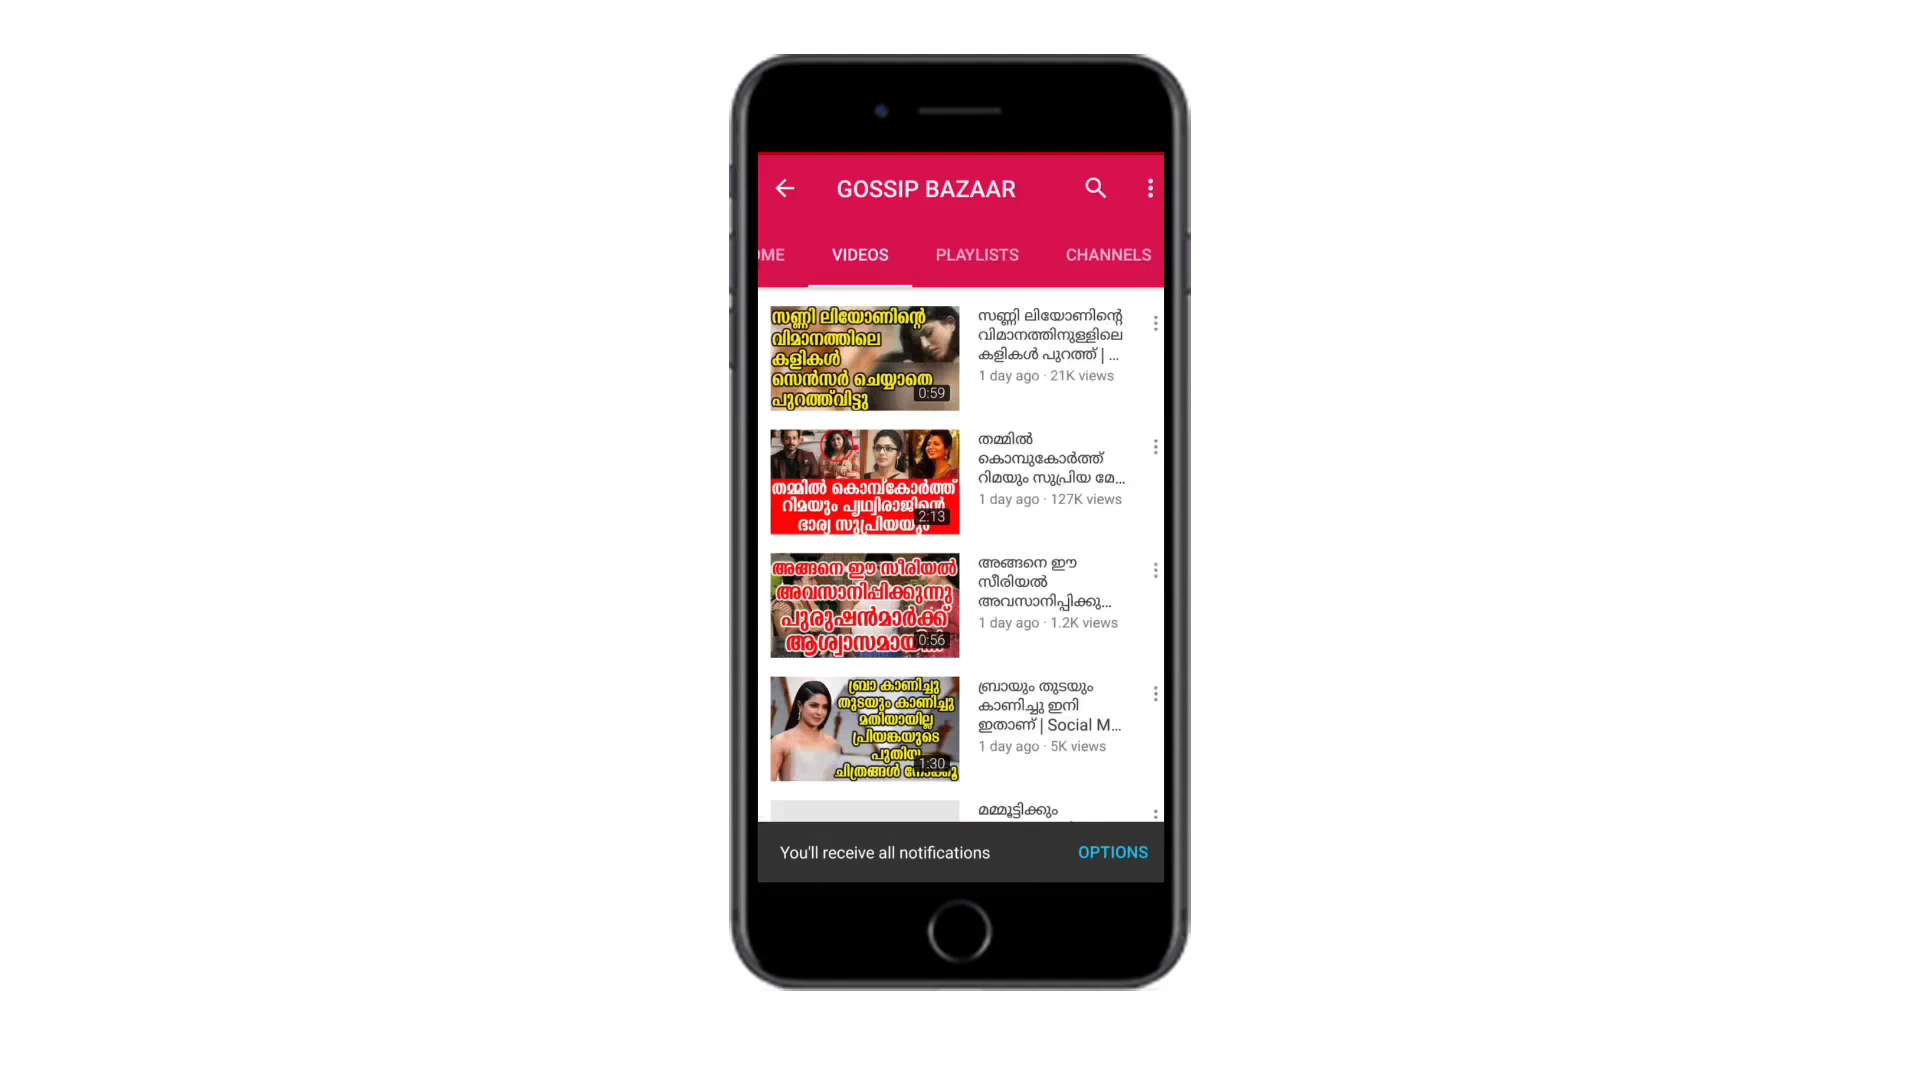 GOSSIP BAZAAR
OME
VIDEOS
PLAYLISTS
CHANNELS
സണ്ണി ലിയോണിന്റെ
വിമാനത്തിലെ
കളികൾ
സെൻസർ ചെയ്യാതെ
പുറത്ത്‌വിട്ടു
0:59
സണ്ണി ലിയോണിന്റെ
വിമാനത്തിനുള്ളിലെ
കളികൾ പുറത്ത് | ...
1 day ago · 21K views
തമ്മിൽ കൊമ്പ്കോർത്ത്
റിമയും പൃഥ്വിരാജിന്റെ
ഭാര്യ സുപ്രിയയും
2:13
തമ്മിൽ
കൊമ്പുകോർത്ത്
റിമയും സുപ്രിയ മേ...
1 day ago · 127K views
അങ്ങനെ ഈ സീരിയൽ
അവസാനിപ്പിക്കുന്നു
പുരുഷൻമാർക്ക്
0:56
അങ്ങനെ ഈ
സീരിയൽ
അവസാനിപ്പിക്കു...
1 day ago · 1.2K views
ബ്രാ കാണിച്ചു
തുടയും കാണിച്ചു
മതിയായില്ല
പ്രിയങ്കയുടെ
പുതിയ
ചിത്രങ്ങൾ നോക്കൂ
1:30
ബ്രായും തുടയും
കാണിച്ചു ഇനി
ഇതാണ് | Social M...
1 day ago · 5K views
മമ്മൂട്ടിക്കും
You'll receive all notifications
OPTIONS